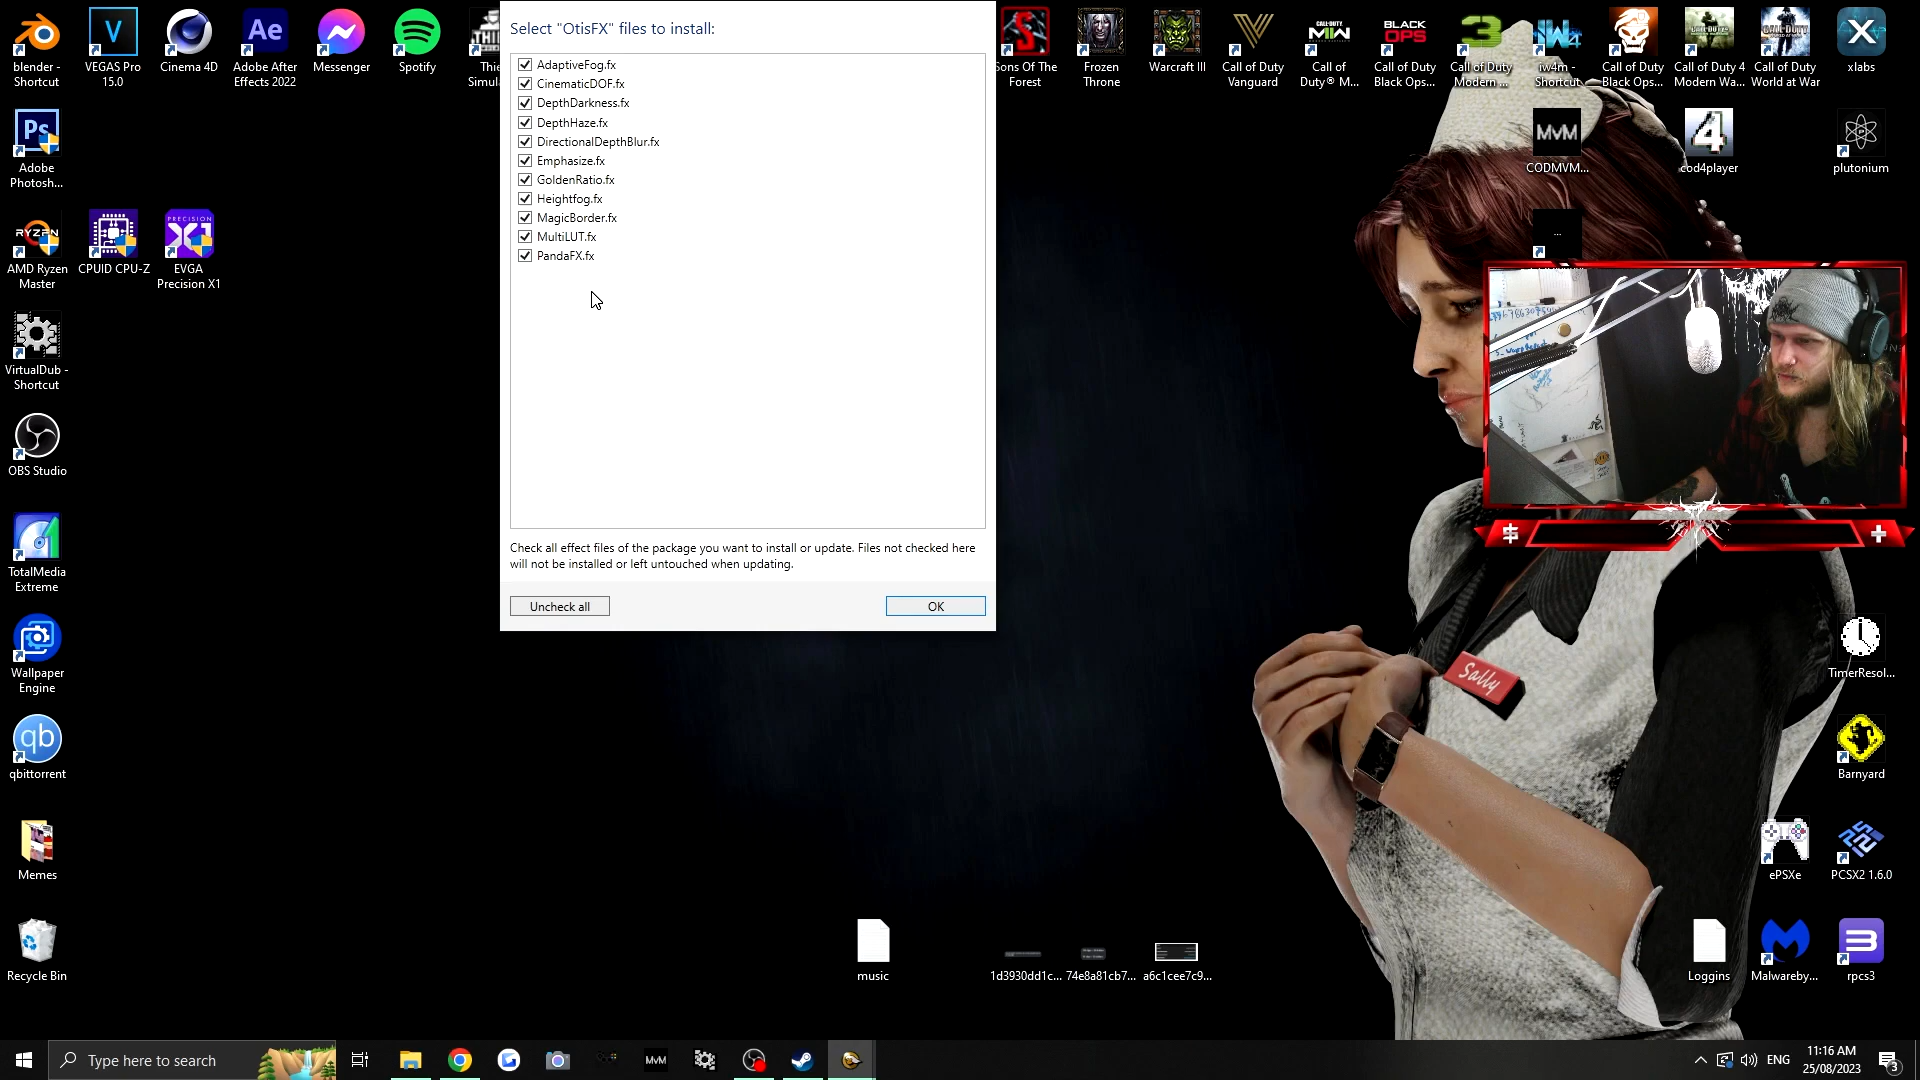 Select "OtisFX" files to install:
AdaptiveFog.fx
CinematicDOF.fx
DepthDarkness.fx
DepthHaze.fx
DirectionalDepthBlur.fx
Emphasize.fx
GoldenRatio.fx
Heightfog.fx
MagicBorder.fx
MultiLUT.fx
PandaFX.fx
Check all effect files of the package you want to install or update. Files not checked here
will not be installed or left untouched when updating.
Uncheck all
OK
blender -
Shortcut
VEGAS Pro
15.0
Cinema 4D
Adobe After
Effects 2022
Messenger
Spotify
Thie
Simula
Sons Of The
Forest
Frozen
Throne
Warcraft III
Call of Duty
Vanguard
Call of
Duty® M...
Call of Duty
Black Ops...
Call of Duty
Modern ...
iw4m -
Shortcut
Call of Duty
Black Ops...
Call of Duty 4
Modern Wa...
Call of Duty
World at War
xlabs
Adobe
Photosh...
CODMVM...
cod4player
plutonium
...
AMD Ryzen
Master
CPUID CPU-Z
EVGA
Precision X1
VirtualDub -
Shortcut
OBS Studio
TotalMedia
Extreme
Wallpaper
Engine
qbittorrent
Memes
Recycle Bin
music
1d3930dd1c...
74e8a81cb7...
a6c1cee7c9...
Sally
TimerResol...
Barnyard
ePSXe
PCSX2 1.6.0
Loggins
Malwareby...
rpcs3
Type here to search
MvM
ENG
11:16 AM
25/08/2023
3